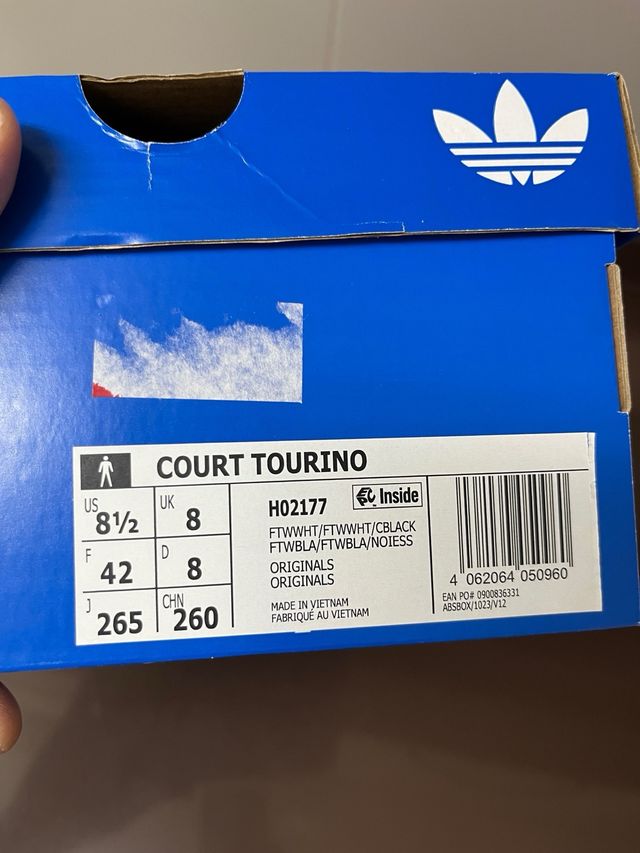 COURT TOURINO
US 8½
UK 8
F 42
D 8
J 265
CHN 260
H02177
Inside
FTWWHT/FTWWHT/CBLACK
FTWBLA/FTWBLA/NOIESS
ORIGINALS
ORIGINALS
MADE IN VIETNAM
FABRIQUÉ AU VIETNAM
4 062064 050960
EAN PO# 0900836331
ABSBOX/1023/V12